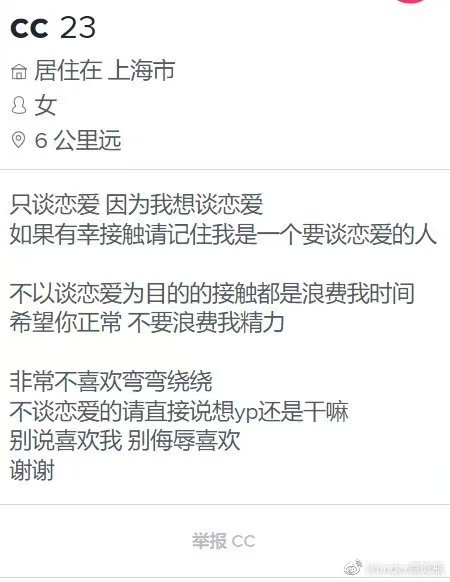 cc 23
居住在 上海市
女
6 公里远
只谈恋爱 因为我想谈恋爱
如果有幸接触请记住我是一个要谈恋爱的人
不以谈恋爱为目的的接触都是浪费我时间
希望你正常 不要浪费我精力
非常不喜欢弯弯绕绕
不谈恋爱的请直接说想yp还是干嘛
别说喜欢我 别侮辱喜欢
谢谢
举报 CC